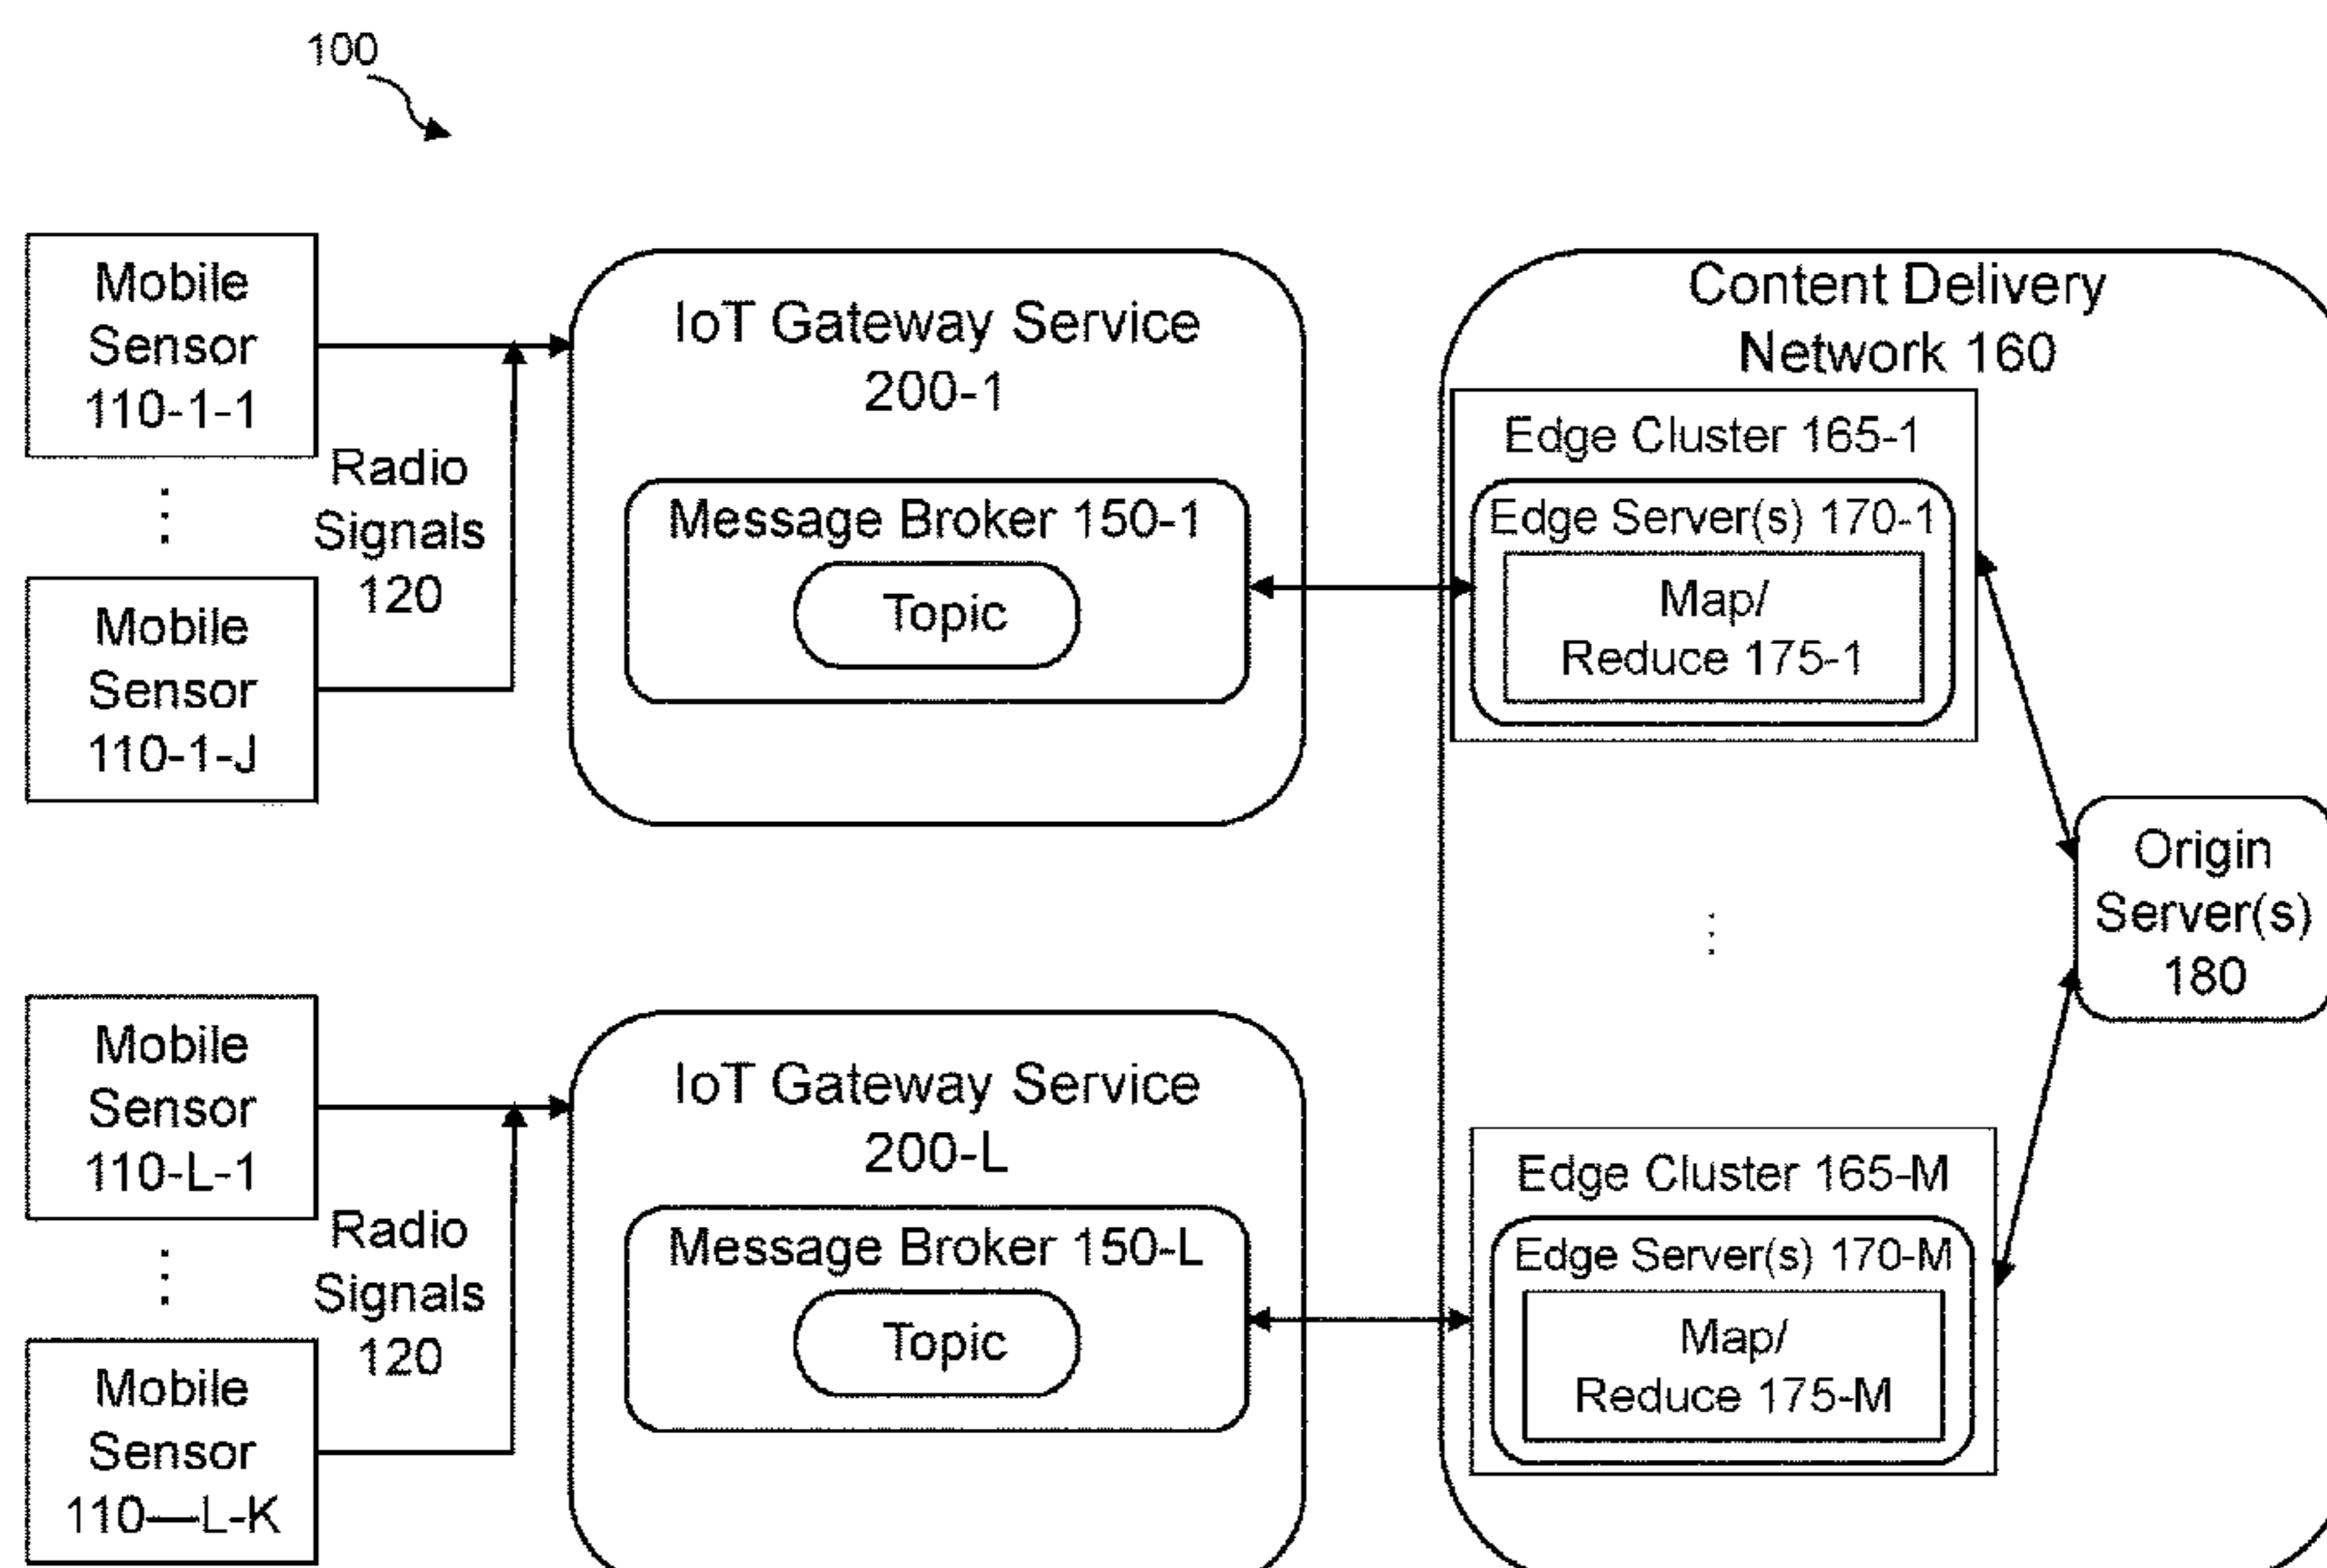 100
Mobile
Sensor
110-1-1
⋮
Mobile
Sensor
110-1-J
Radio
Signals
120
IoT Gateway Service
200-1
Message Broker 150-1
Topic
Content Delivery
Network 160
Edge Cluster 165-1
Edge Server(s) 170-1
Map/
Reduce 175-1
⋮
Origin
Server(s)
180
Mobile
Sensor
110-L-1
⋮
Mobile
Sensor
110—L-K
Radio
Signals
120
IoT Gateway Service
200-L
Message Broker 150-L
Topic
Edge Cluster 165-M
Edge Server(s) 170-M
Map/
Reduce 175-M